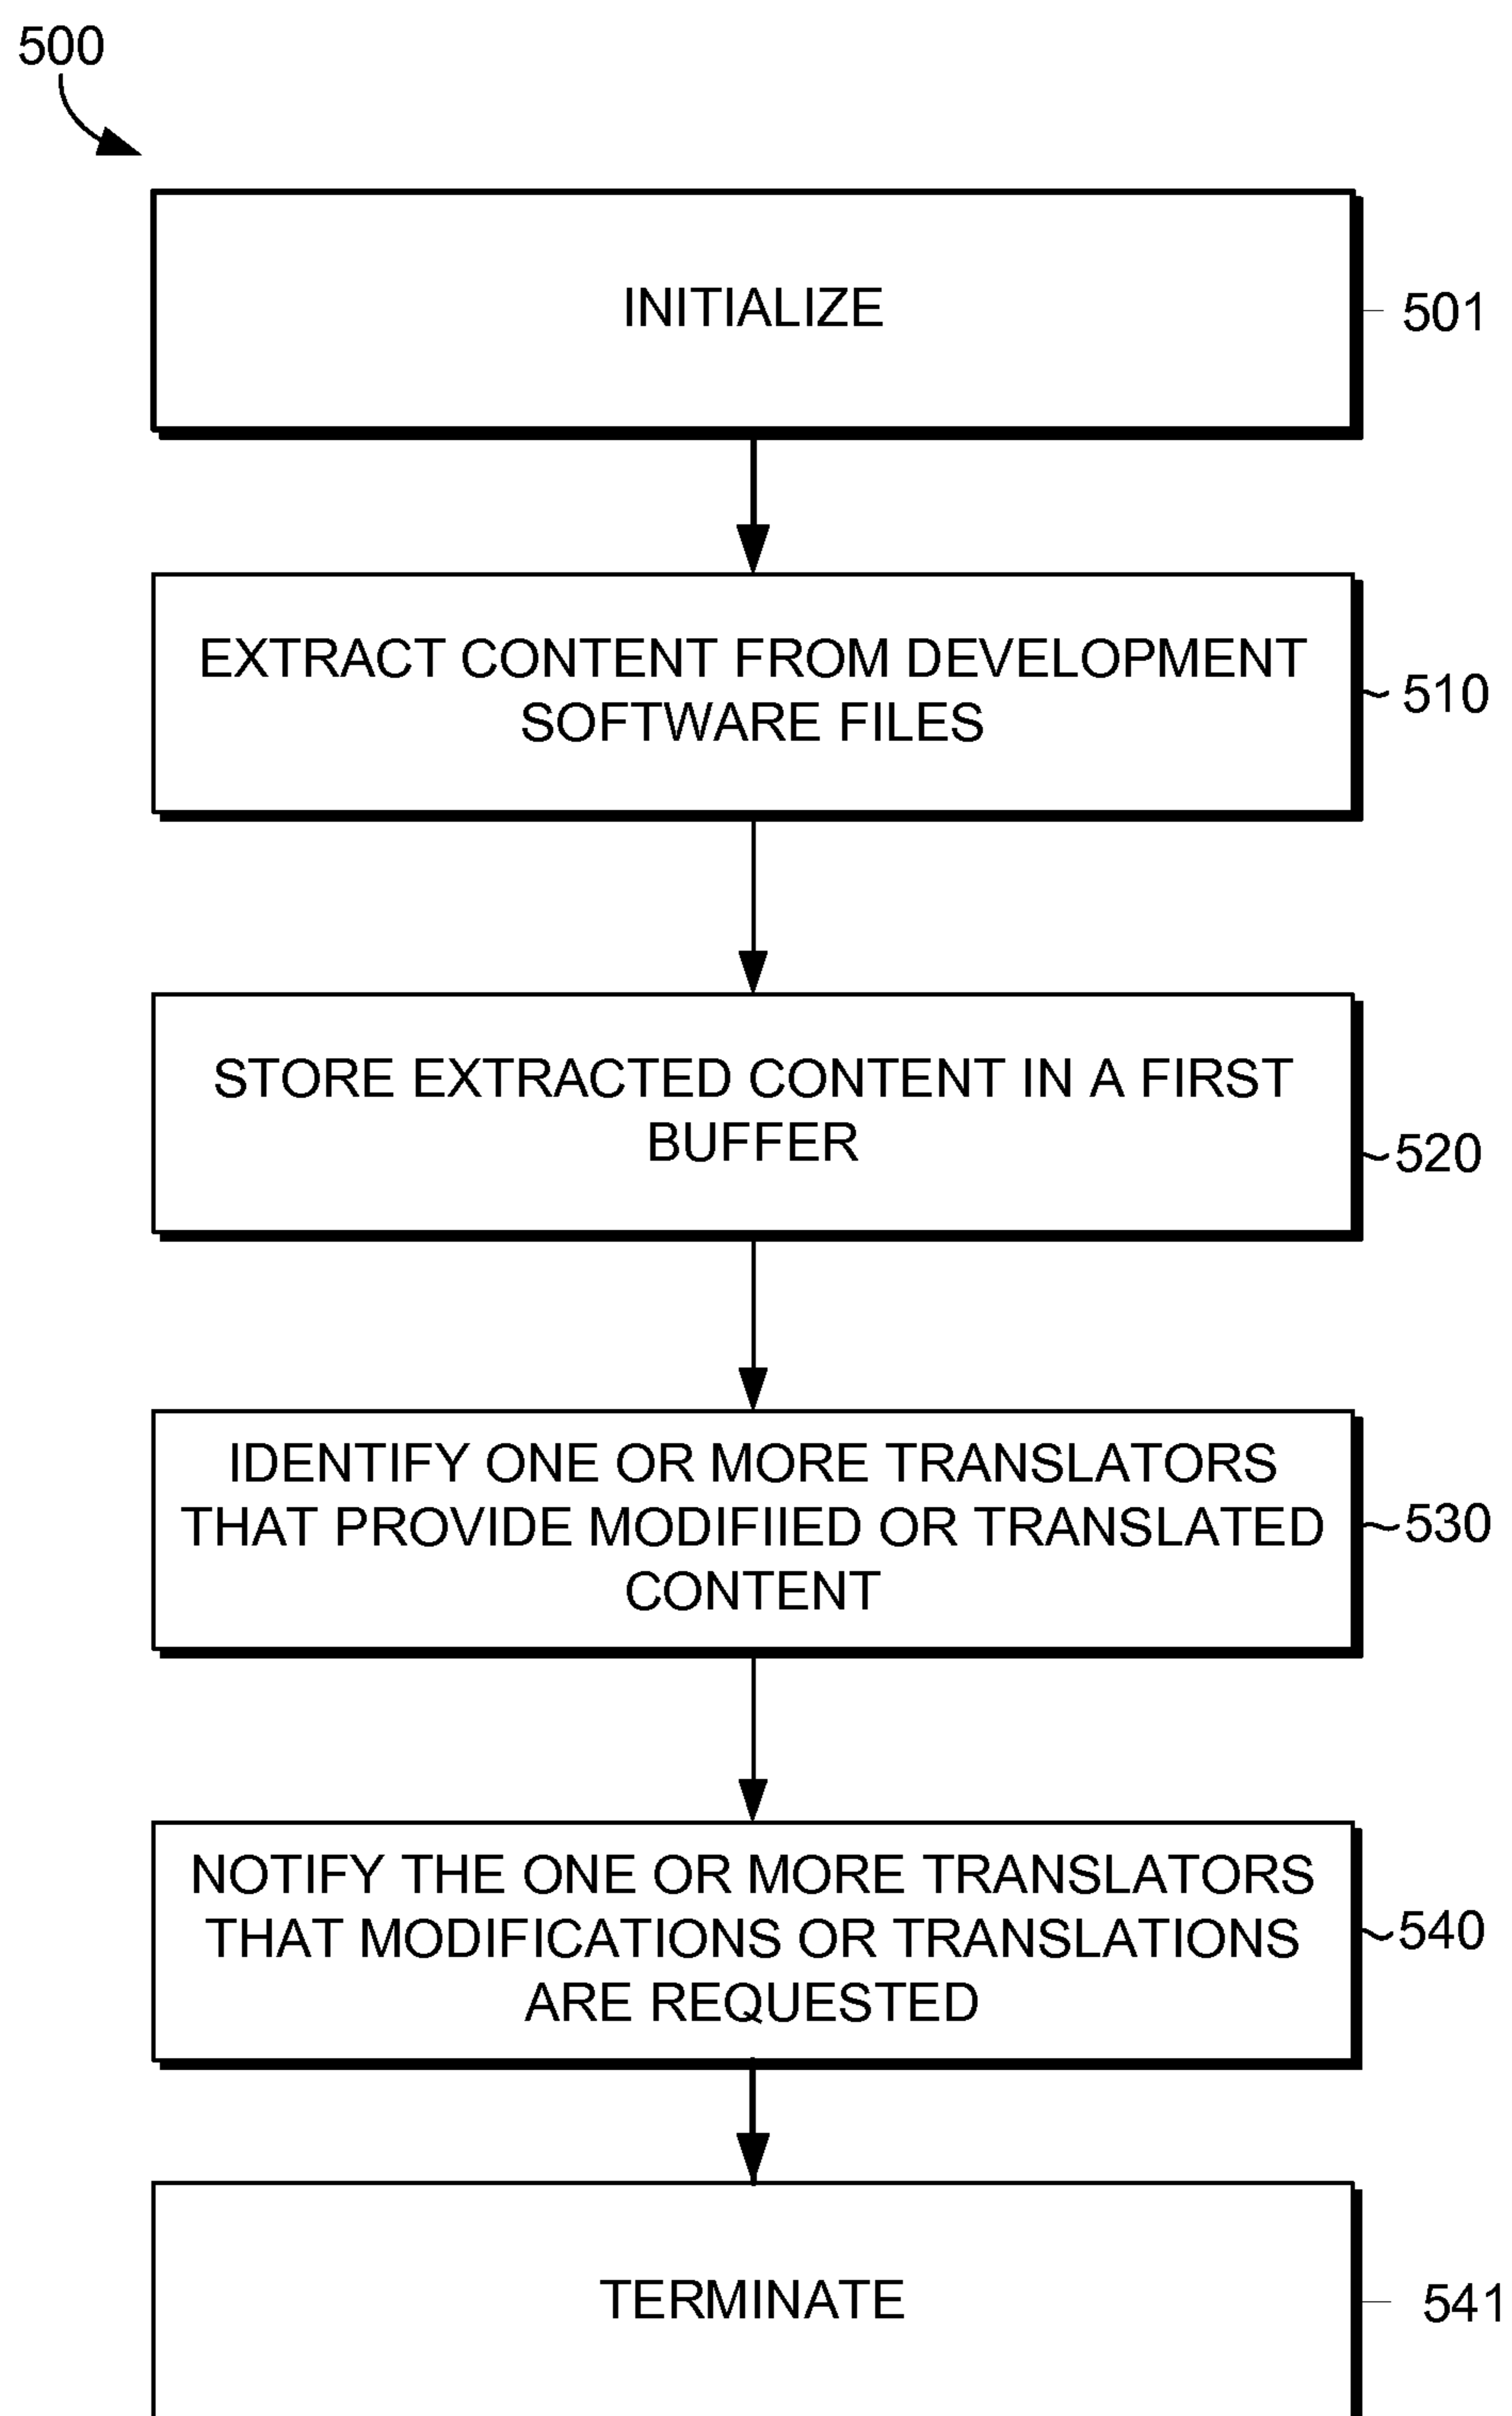 500
INITIALIZE
501
EXTRACT CONTENT FROM DEVELOPMENT
SOFTWARE FILES
510
STORE EXTRACTED CONTENT IN A FIRST
BUFFER
520
IDENTIFY ONE OR MORE TRANSLATORS
THAT PROVIDE MODIFIIED OR TRANSLATED
CONTENT
530
NOTIFY THE ONE OR MORE TRANSLATORS
THAT MODIFICATIONS OR TRANSLATIONS
ARE REQUESTED
540
TERMINATE
541